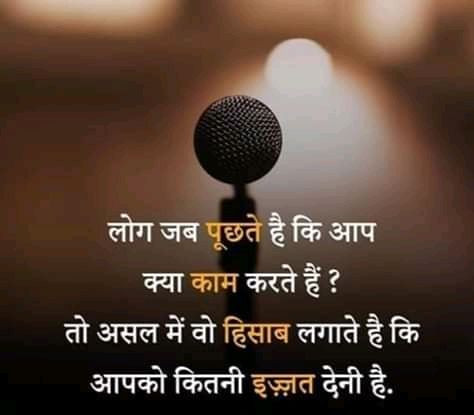 लोग जब पूछते है कि आप
क्या काम करते हैं ?
तो असल में वो हिसाब लगाते है कि
आपको कितनी इज़्ज़त देनी है.